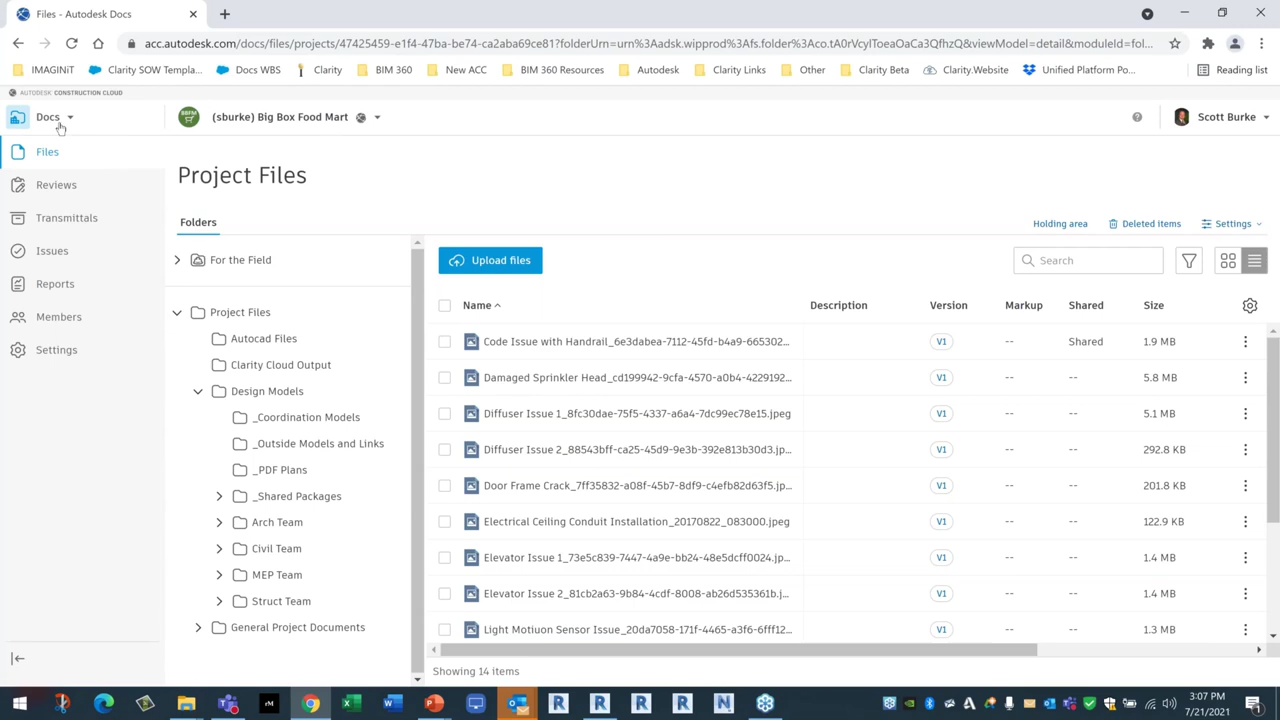 Files - Autodesk Docs
acc.autodesk.com/docs/files/projects/47425459-e1f4-47ba-be74-ca2aba69ce81?folderUrn=urn%3Aadsk.wipprod%3Afs.folder%3Aco.tA0rVcyIToeaOaCa3QfhzQ&viewModel=detail&moduleId=fol...
IMAGINiT
Clarity SOW Templa...
Docs WBS
Clarity
BIM 360
New ACC
BIM 360 Resources
Autodesk
Clarity Links
Other
Clarity Beta
Clarity.Website
Unified Platform Po...
Reading list
AUTODESK CONSTRUCTION CLOUD
Docs
BBFM
(sburke) Big Box Food Mart
Scott Burke
Files
Reviews
Transmittals
Issues
Reports
Members
Settings
Project Files
Folders
Holding area
Deleted items
Settings
For the Field
Project Files
Autocad Files
Clarity Cloud Output
Design Models
_Coordination Models
_Outside Models and Links
_PDF Plans
_Shared Packages
Arch Team
Civil Team
MEP Team
Struct Team
General Project Documents
Upload files
Search
Name Description Version Markup Shared Size
Code Issue with Handrail_6e3dabea-7112-45fd-b4a9-665302... V1 -- Shared 1.9 MB
Damaged Sprinkler Head_cd199942-9cfa-4570-a0b4-4229192... V1 -- -- 5.8 MB
Diffuser Issue 1_8fc30dae-75f5-4337-a6a4-7dc99ec78e15.jpeg V1 -- -- 5.1 MB
Diffuser Issue 2_88543bff-ca25-45d9-9e3b-392e813b30d3.jp... V1 -- -- 292.8 KB
Door Frame Crack_7ff35832-a08f-45b7-8df9-c4efb82d63f5.jp... V1 -- -- 201.8 KB
Electrical Ceiling Conduit Installation_20170822_083000.jpeg V1 -- -- 122.9 KB
Elevator Issue 1_73e5c839-7447-4a9e-bb24-48e5dcff0024.jp... V1 -- -- 1.4 MB
Elevator Issue 2_81cb2a63-9b84-4cdf-8008-ab26d535361b.j... V1 -- -- 1.4 MB
Light Motiuon Sensor Issue_20da7058-171f-4465-a3f6-6fff12... V1 -- -- 1.3 MB
Showing 14 items
3:07 PM
7/21/2021